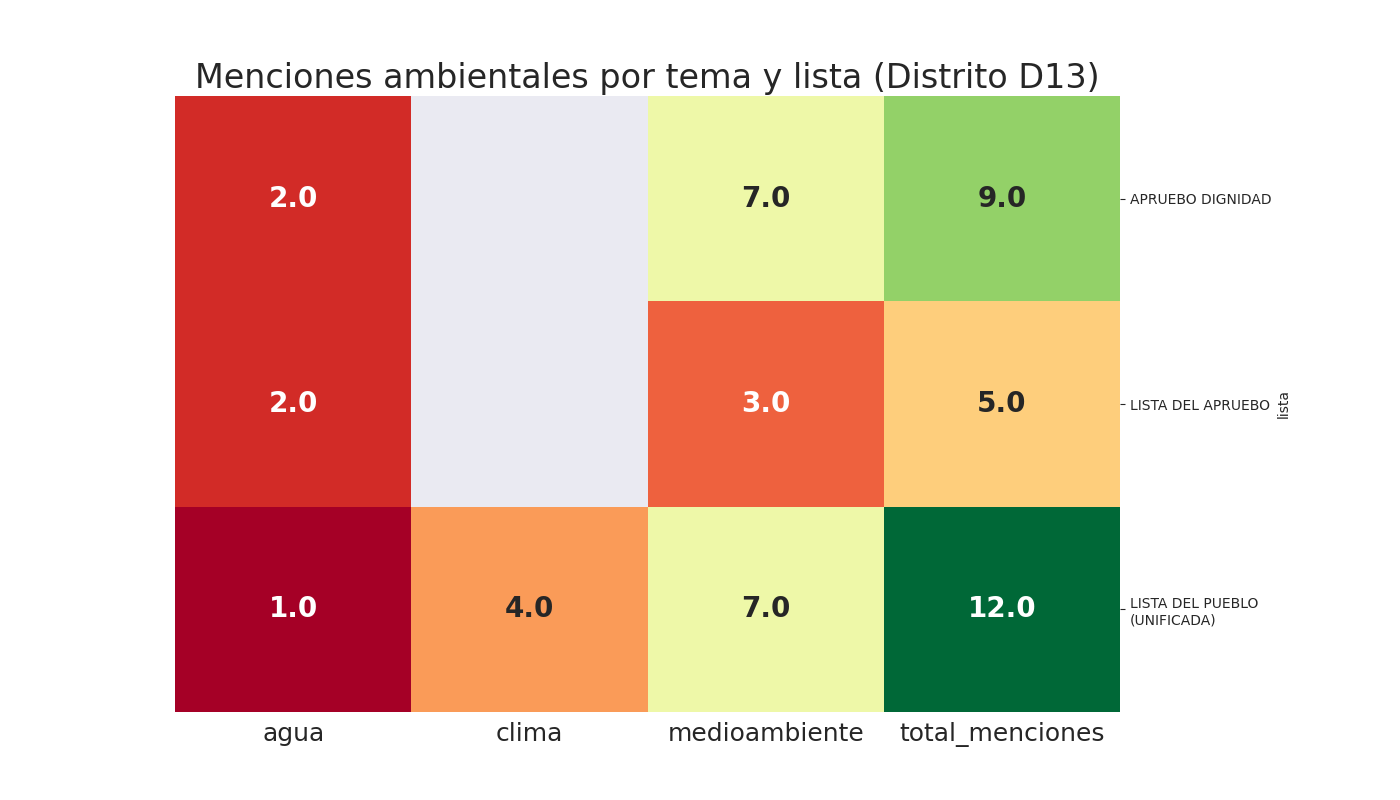 Menciones ambientales por tema y lista (Distrito D13)
2.0 7.0 9.0 APRUEBO DIGNIDAD
2.0 3.0 5.0 LISTA DEL APRUEBO
lista
1.0 4.0 7.0 12.0 LISTA DEL PUEBLO
(UNIFICADA)
agua clima medioambiente total_menciones